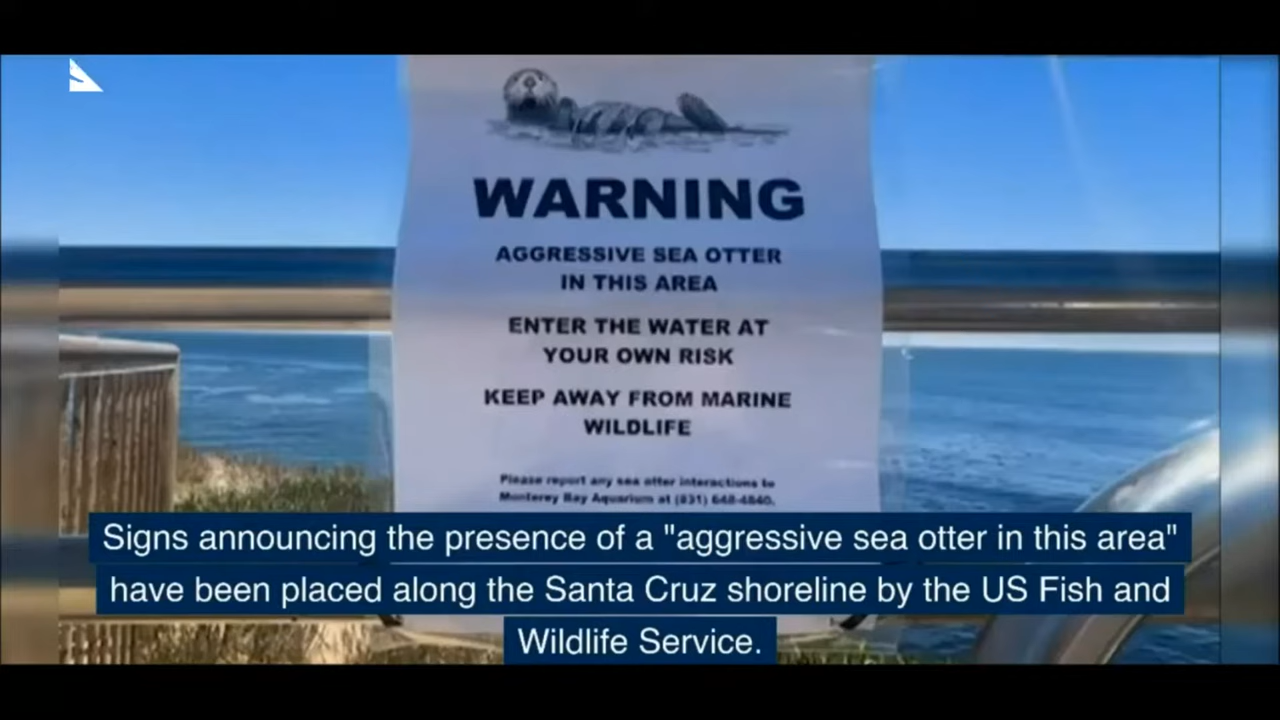 WARNING
AGGRESSIVE SEA OTTER
IN THIS AREA
ENTER THE WATER AT
YOUR OWN RISK
KEEP AWAY FROM MARINE
WILDLIFE
Please report any sea otter interactions to
Monterey Bay Aquarium at (831) 648-4840.
Signs announcing the presence of a "aggressive sea otter in this area"
have been placed along the Santa Cruz shoreline by the US Fish and
Wildlife Service.